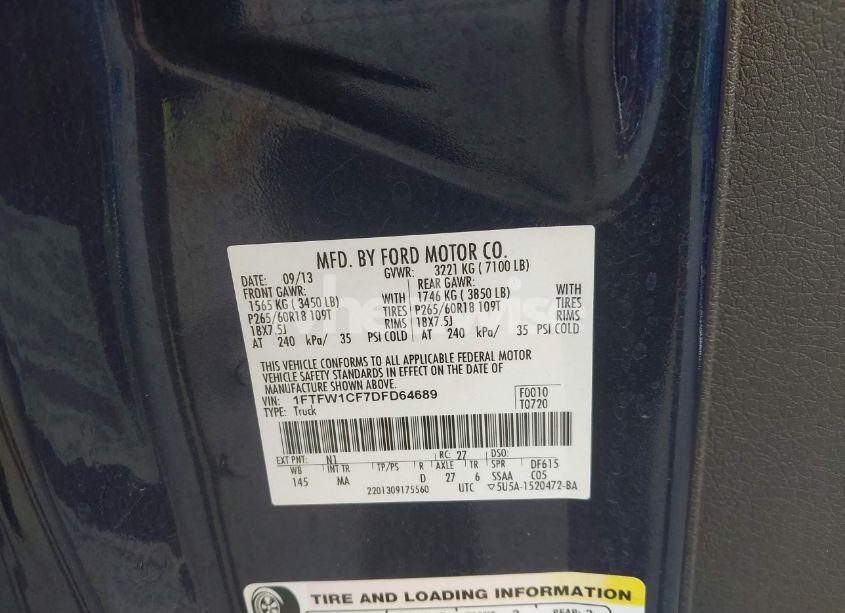 MFD. BY FORD MOTOR CO.
DATE: 09/13 GVWR: 3221 KG ( 7100 LB)
FRONT GAWR: REAR GAWR:
1565 KG ( 3450 LB) WITH 1746 KG ( 3850 LB) WITH
P265/60R18 109T TIRES P265/60R18 109T TIRES
18X7.5J RIMS 18X7.5J RIMS
AT 240 kPa/ 35 PSI COLD AT 240 kPa/ 35 PSI COLD
THIS VEHICLE CONFORMS TO ALL APPLICABLE FEDERAL MOTOR
VEHICLE SAFETY STANDARDS IN EFFECT ON THE DATE OF
MANUFACTURE SHOWN ABOVE.
VIN: 1FTFW1CF7DFD64689 F0010
TYPE: Truck T0720
EXT PNT: N1 RC: 27 DSO:
WB INT TR TP/PS R AXLE TR SPR DF615
145 MA D 27 6 SSAA C05
2201309175560 UTC ▽5U5A-1520472-BA
TIRE AND LOADING INFORMATION